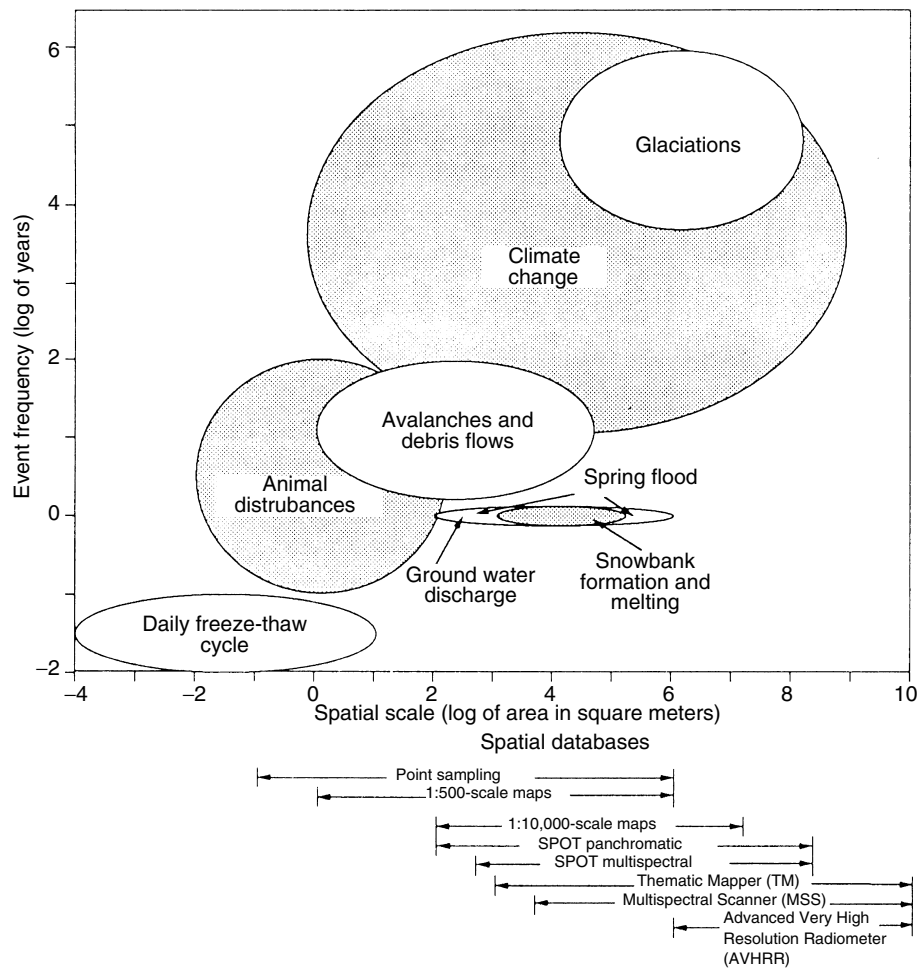 6
4
2
0
−2
Event frequency (log of years)
Glaciations
Climate
change
Avalanches and
debris flows
Animal
distrubances
Spring flood
Ground water
discharge
Snowbank
formation and
melting
Daily freeze-thaw
cycle
−4 −2 0 2 4 6 8 10
Spatial scale (log of area in square meters)
Spatial databases
Point sampling
1:500-scale maps
1:10,000-scale maps
SPOT panchromatic
SPOT multispectral
Thematic Mapper (TM)
Multispectral Scanner (MSS)
Advanced Very High
Resolution Radiometer
(AVHRR)